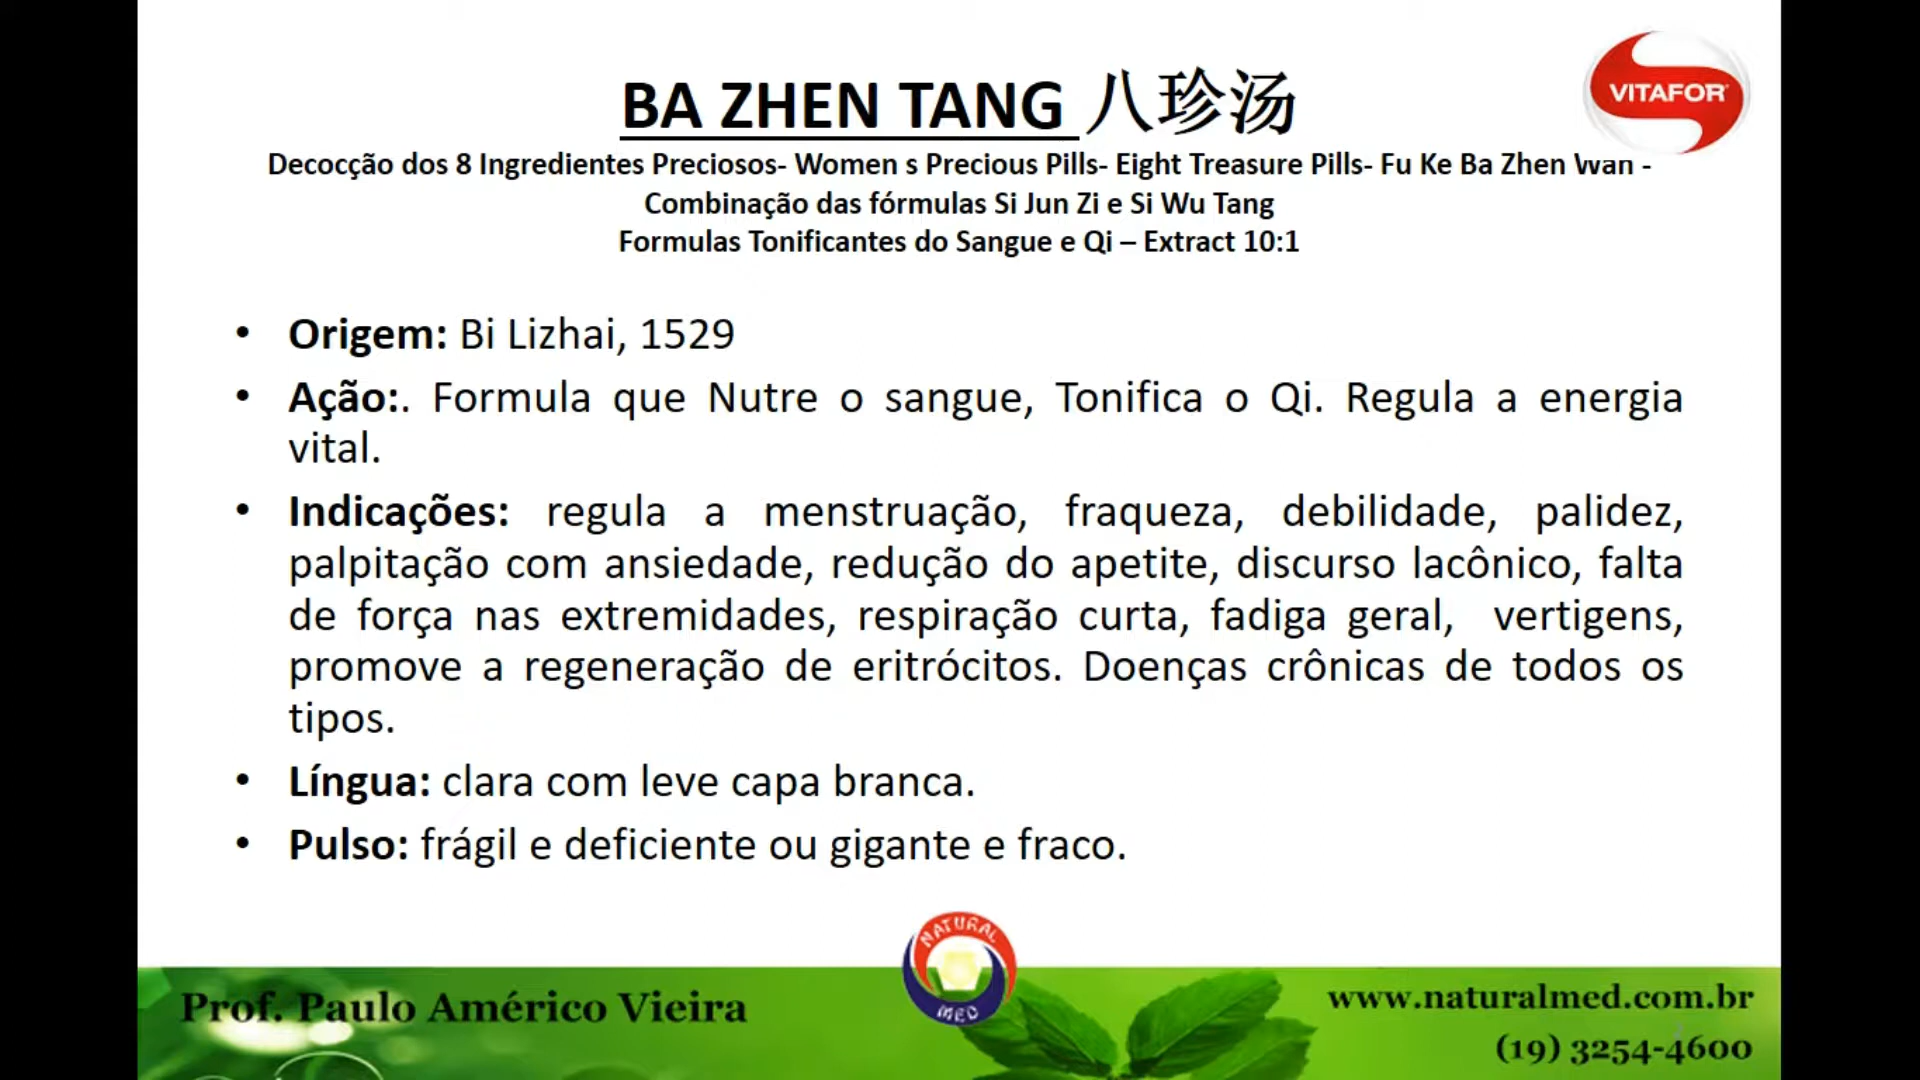 BA ZHEN TANG 八珍汤
VITAFOR
Decocção dos 8 Ingredientes Preciosos- Women s Precious Pills- Eight Treasure Pills- Fu Ke Ba Zhen Wan -
Combinação das fórmulas Si Jun Zi e Si Wu Tang
Formulas Tonificantes do Sangue e Qi – Extract 10:1
• Origem: Bi Lizhai, 1529
• Ação:. Formula que Nutre o sangue, Tonifica o Qi. Regula a energia
vital.
• Indicações: regula a menstruação, fraqueza, debilidade, palidez,
palpitação com ansiedade, redução do apetite, discurso lacônico, falta
de força nas extremidades, respiração curta, fadiga geral, vertigens,
promove a regeneração de eritrócitos. Doenças crônicas de todos os
tipos.
• Língua: clara com leve capa branca.
• Pulso: frágil e deficiente ou gigante e fraco.
NATURAL
MED
Prof. Paulo Américo Vieira
www.naturalmed.com.br
(19) 3254-4600